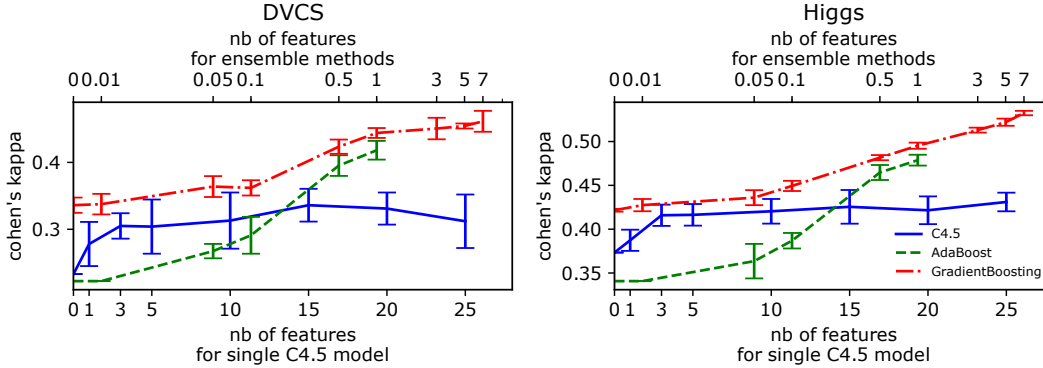 DVCS
nb of features
for ensemble methods
0 0.01 0.05 0.1 0.5 1 3 5 7
cohen's kappa
0.4
0.3
0 1 3 5 10 15 20 25
nb of features
for single C4.5 model
Higgs
nb of features
for ensemble methods
0 0.01 0.05 0.1 0.5 1 3 5 7
cohen's kappa
0.50
0.45
0.40
0.35
C4.5
AdaBoost
GradientBoosting
0 1 3 5 10 15 20 25
nb of features
for single C4.5 model